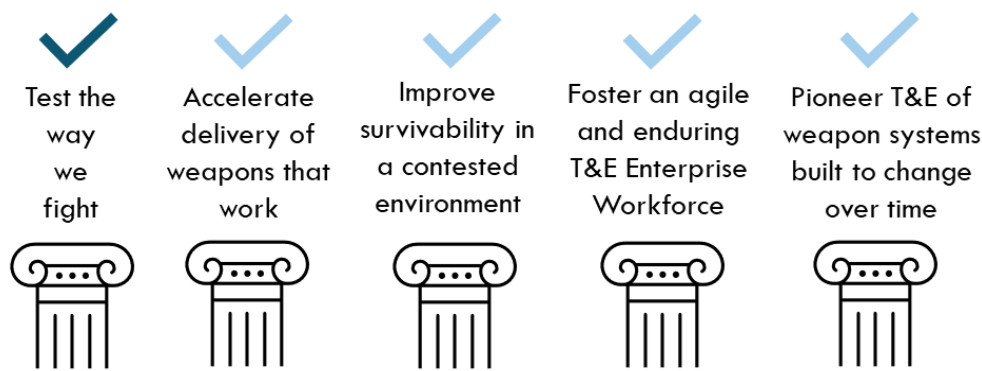 Test the
way
we
fight
Accelerate
delivery of
weapons that
work
Improve
survivability in
a contested
environment
Foster an agile
and enduring
T&E Enterprise
Workforce
Pioneer T&E of
weapon systems
built to change
over time